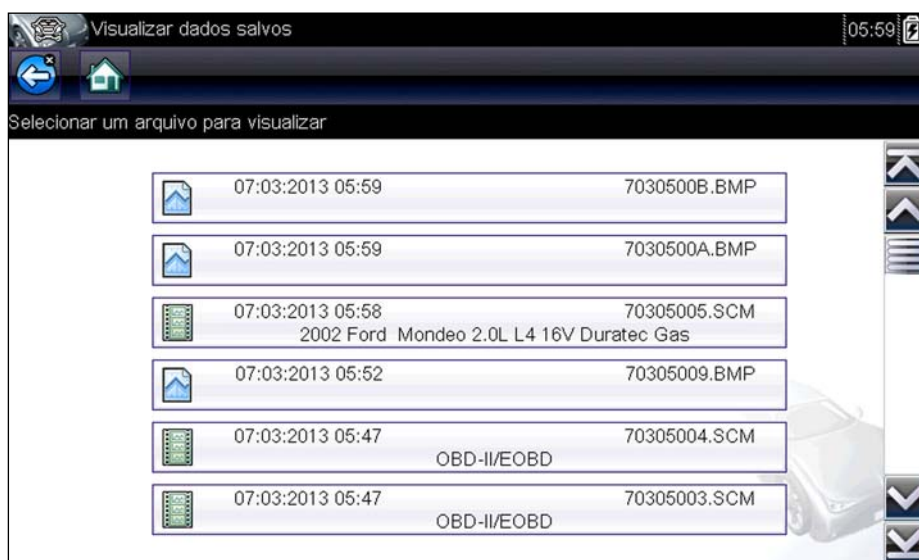 Visualizar dados salvos 05:59
Selecionar um arquivo para visualizar
07:03:2013 05:59 7030500B.BMP
07:03:2013 05:59 7030500A.BMP
07:03:2013 05:58 70305005.SCM
2002 Ford Mondeo 2.0L L4 16V Duratec Gas
07:03:2013 05:52 70305009.BMP
07:03:2013 05:47 70305004.SCM
OBD-II/EOBD
07:03:2013 05:47 70305003.SCM
OBD-II/EOBD